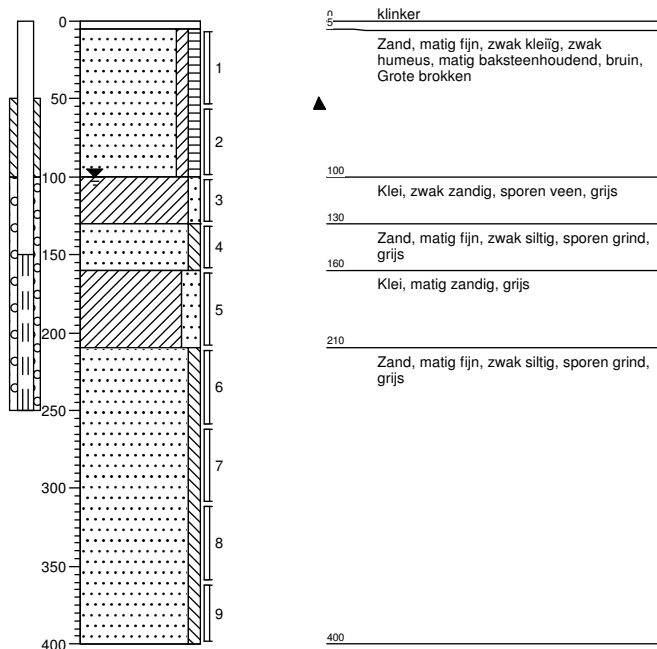 0
50
100
150
200
250
300
350
400
1
2
3
4
5
6
7
8
9
0
klinker
5
Zand, matig fijn, zwak kleiïg, zwak
humeus, matig baksteenhoudend, bruin,
Grote brokken
100
Klei, zwak zandig, sporen veen, grijs
130
Zand, matig fijn, zwak siltig, sporen grind,
grijs
160
Klei, matig zandig, grijs
210
Zand, matig fijn, zwak siltig, sporen grind,
grijs
400